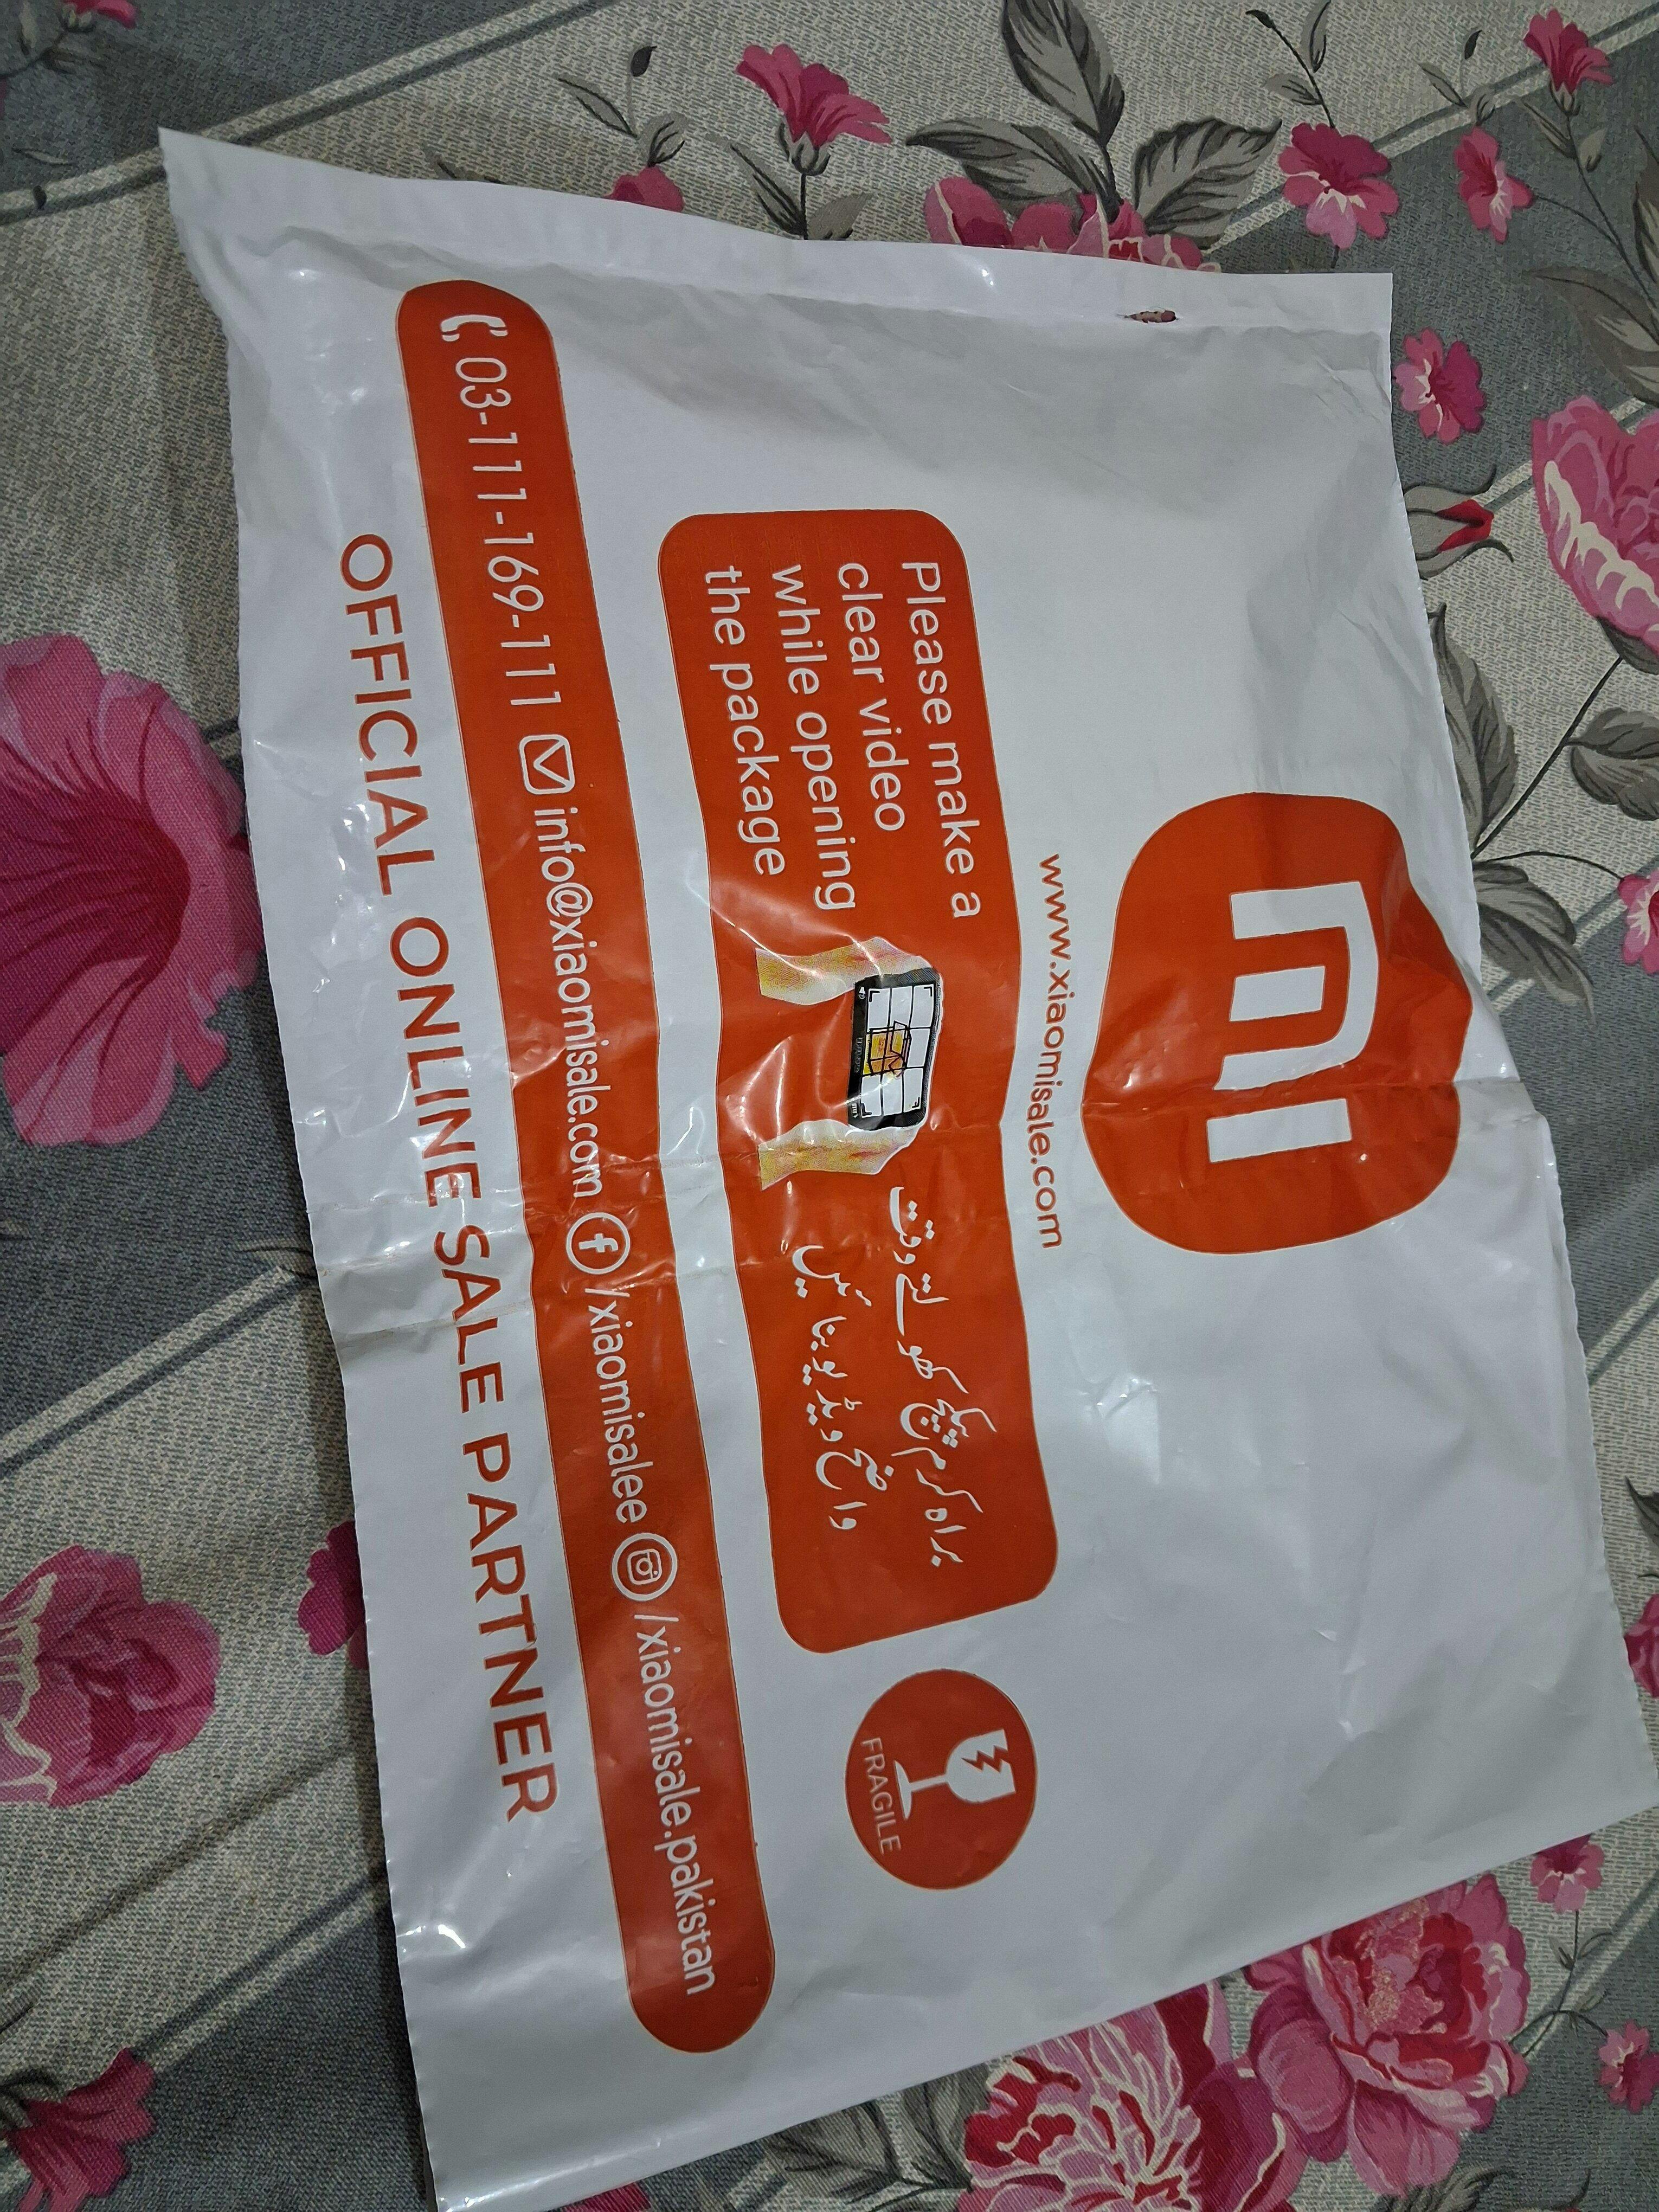 www.xiaomisale.com
Please make a
clear video
while opening
the package
براہ کرم پیکج کھولتے وقت
واضح ویڈیو بنائیں
FRAGILE
03-111-169-111 info@xiaomisale.com /xiaomisalee /xiaomisale.pakistan
OFFICIAL ONLINE SALE PARTNER